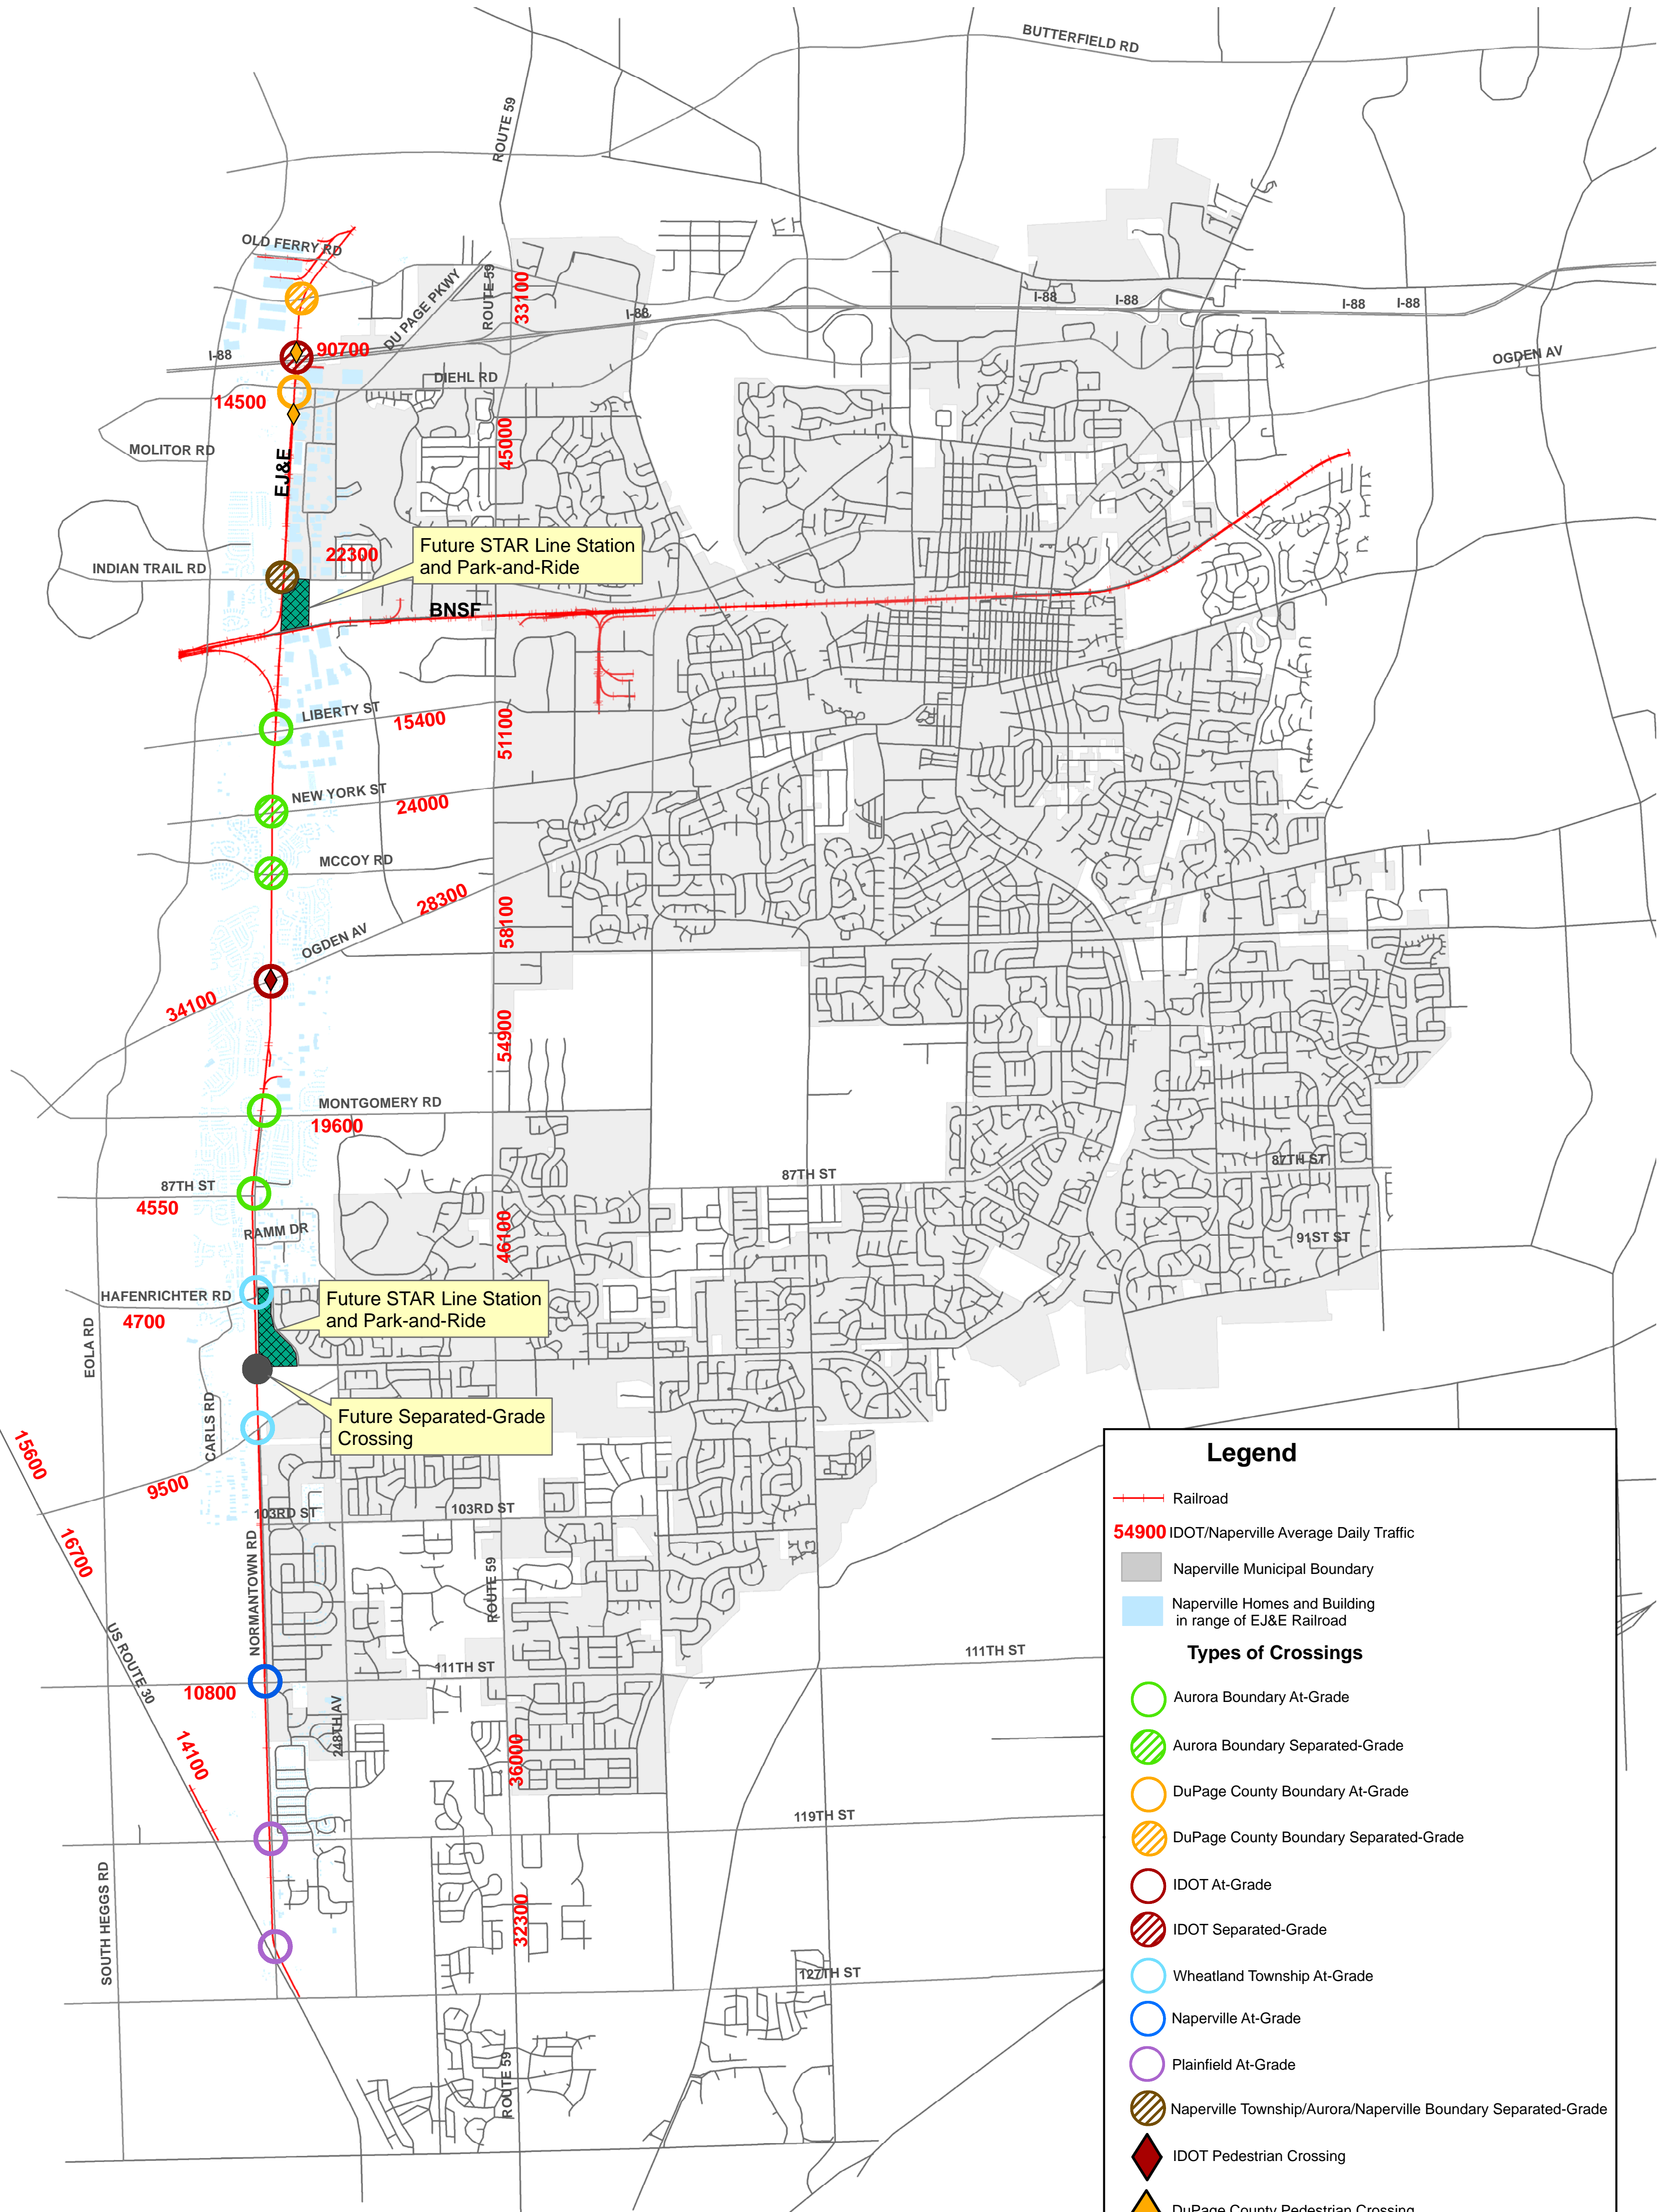 BUTTERFIELD RD
ROUTE 59
OLD FERRY RD
DU PAGE PKWY
ROUTE 59
33100
I-88
I-88
I-88
I-88
I-88
I-88
90700
OGDEN AV
DIEHL RD
14500
45000
MOLITOR RD
EJ&E
22300
Future STAR Line Station
and Park-and-Ride
INDIAN TRAIL RD
BNSF
LIBERTY ST
15400
51100
NEW YORK ST
24000
MCCOY RD
28300
58100
OGDEN AV
34100
54900
MONTGOMERY RD
19600
87TH ST
87TH ST
87TH ST
4550
RAMM DR
46100
91ST ST
HAFENRICHTER RD
4700
Future STAR Line Station
and Park-and-Ride
EOLA RD
CARLS RD
Future Separated-Grade
Crossing
15600
9500
103RD ST
103RD ST
16700
NORMANTOWN RD
ROUTE 59
US ROUTE 30
111TH ST
111TH ST
10800
248TH AV
14100
36000
119TH ST
SOUTH HEGGS RD
32300
127TH ST
ROUTE 59
Legend
Railroad
54900 IDOT/Naperville Average Daily Traffic
Naperville Municipal Boundary
Naperville Homes and Building
in range of EJ&E Railroad
Types of Crossings
Aurora Boundary At-Grade
Aurora Boundary Separated-Grade
DuPage County Boundary At-Grade
DuPage County Boundary Separated-Grade
IDOT At-Grade
IDOT Separated-Grade
Wheatland Township At-Grade
Naperville At-Grade
Plainfield At-Grade
Naperville Township/Aurora/Naperville Boundary Separated-Grade
IDOT Pedestrian Crossing
DuPage County Pedestrian Crossing